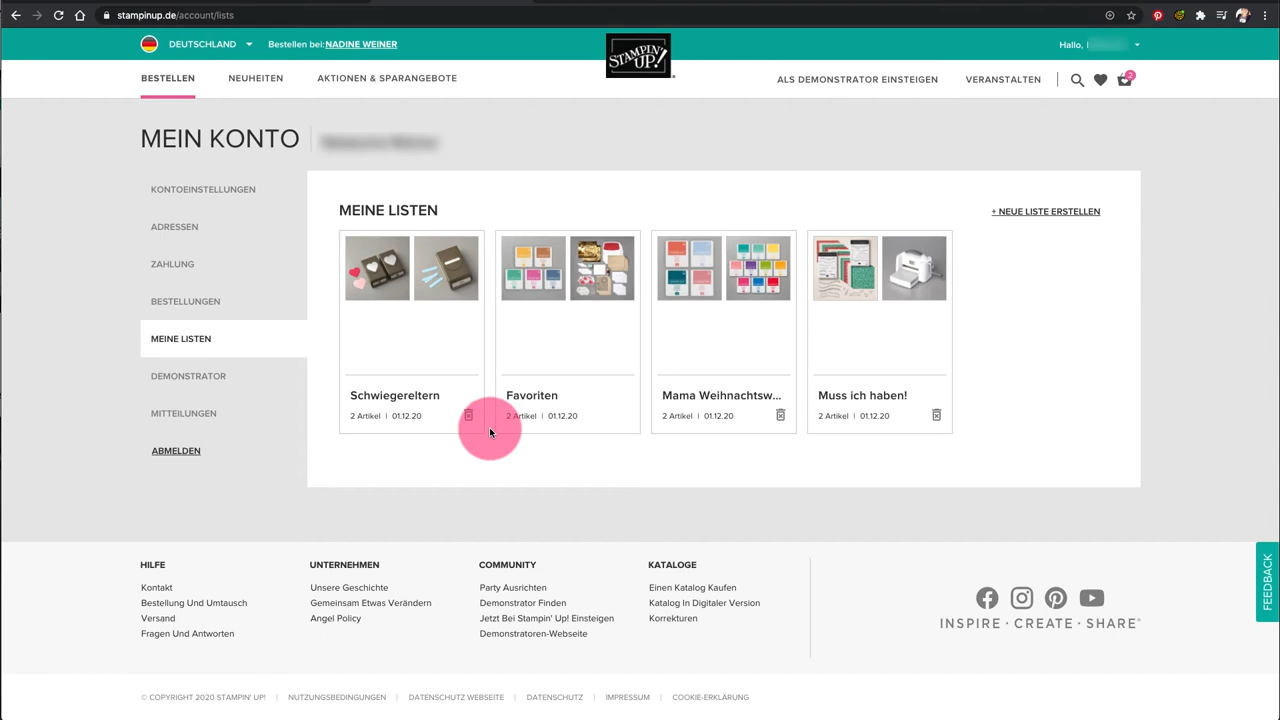 stampinup.de/account/lists
DEUTSCHLAND Bestellen bei: NADINE WEINER
STAMPIN' UP!
Hallo,
BESTELLEN NEUHEITEN AKTIONEN & SPARANGEBOTE
ALS DEMONSTRATOR EINSTEIGEN VERANSTALTEN 2
MEIN KONTO
KONTOEINSTELLUNGEN
ADRESSEN
ZAHLUNG
BESTELLUNGEN
MEINE LISTEN
DEMONSTRATOR
MITTEILUNGEN
ABMELDEN
MEINE LISTEN
+ NEUE LISTE ERSTELLEN
Schwiegereltern
2 Artikel | 01.12.20
Favoriten
2 Artikel | 01.12.20
Mama Weihnachtsw...
2 Artikel | 01.12.20
Muss ich haben!
2 Artikel | 01.12.20
FEEDBACK
HILFE
Kontakt
Bestellung Und Umtausch
Versand
Fragen Und Antworten
UNTERNEHMEN
Unsere Geschichte
Gemeinsam Etwas Verändern
Angel Policy
COMMUNITY
Party Ausrichten
Demonstrator Finden
Jetzt Bei Stampin' Up! Einsteigen
Demonstratoren-Webseite
KATALOGE
Einen Katalog Kaufen
Katalog In Digitaler Version
Korrekturen
INSPIRE · CREATE · SHARE®
© COPYRIGHT 2020 STAMPIN' UP! | NUTZUNGSBEDINGUNGEN | DATENSCHUTZ WEBSEITE | DATENSCHUTZ | IMPRESSUM | COOKIE-ERKLÄRUNG